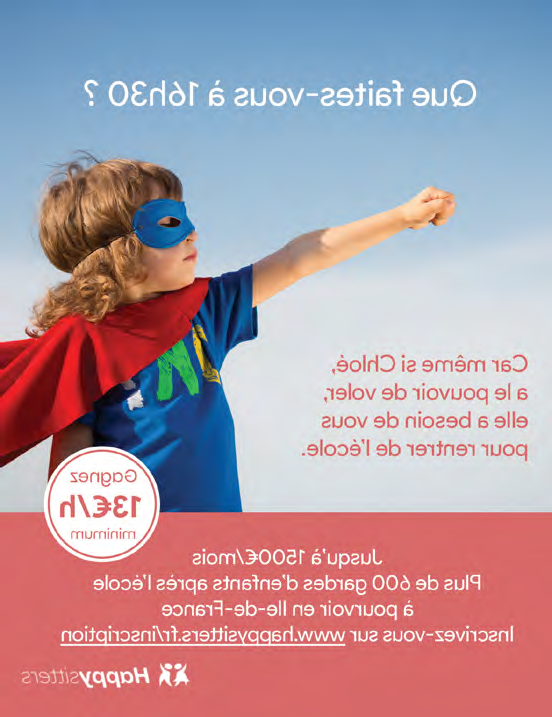 Que faites-vous à 16h30 ?
Car même si Chloé,
a le pouvoir de voler,
elle a besoin de vous
pour rentrer de l'école.
Gagnez
13€/h
minimum
Jusqu'à 1500€/mois
Plus de 600 gardes d'enfants après l'école
à pourvoir en Ile-de-France
Inscrivez-vous sur www.happysitters.fr/inscription
Happysitters